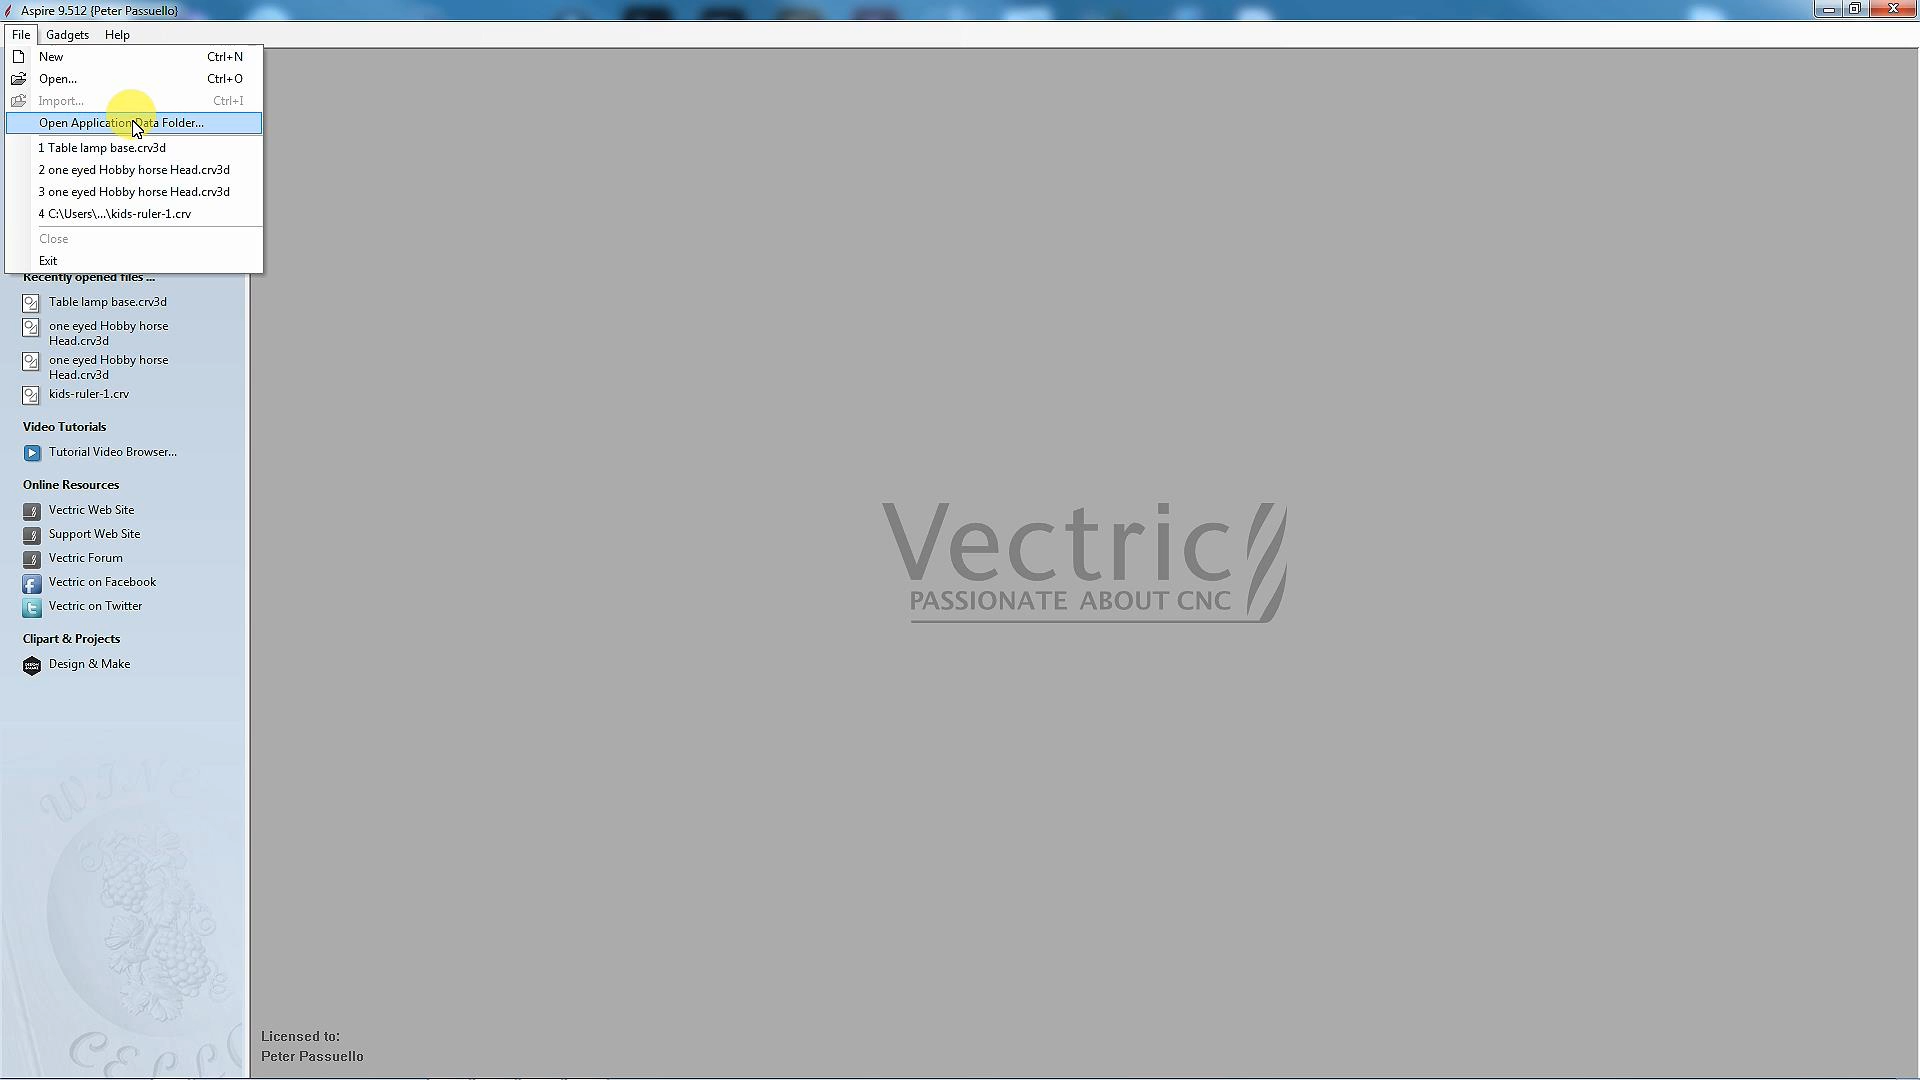 Aspire 9.512 {Peter Passuello}
File Gadgets Help
New Ctrl+N
Open... Ctrl+O
Import... Ctrl+I
Open Application Data Folder...
1 Table lamp base.crv3d
2 one eyed Hobby horse Head.crv3d
3 one eyed Hobby horse Head.crv3d
4 C:\Users\...\kids-ruler-1.crv
Close
Exit
Recently opened files ...
Table lamp base.crv3d
one eyed Hobby horse
Head.crv3d
one eyed Hobby horse
Head.crv3d
kids-ruler-1.crv
Video Tutorials
Tutorial Video Browser...
Online Resources
Vectric Web Site
Support Web Site
Vectric Forum
Vectric on Facebook
Vectric on Twitter
Clipart & Projects
Design & Make
Vectric
PASSIONATE ABOUT CNC
WINE
CELL
Licensed to:
Peter Passuello